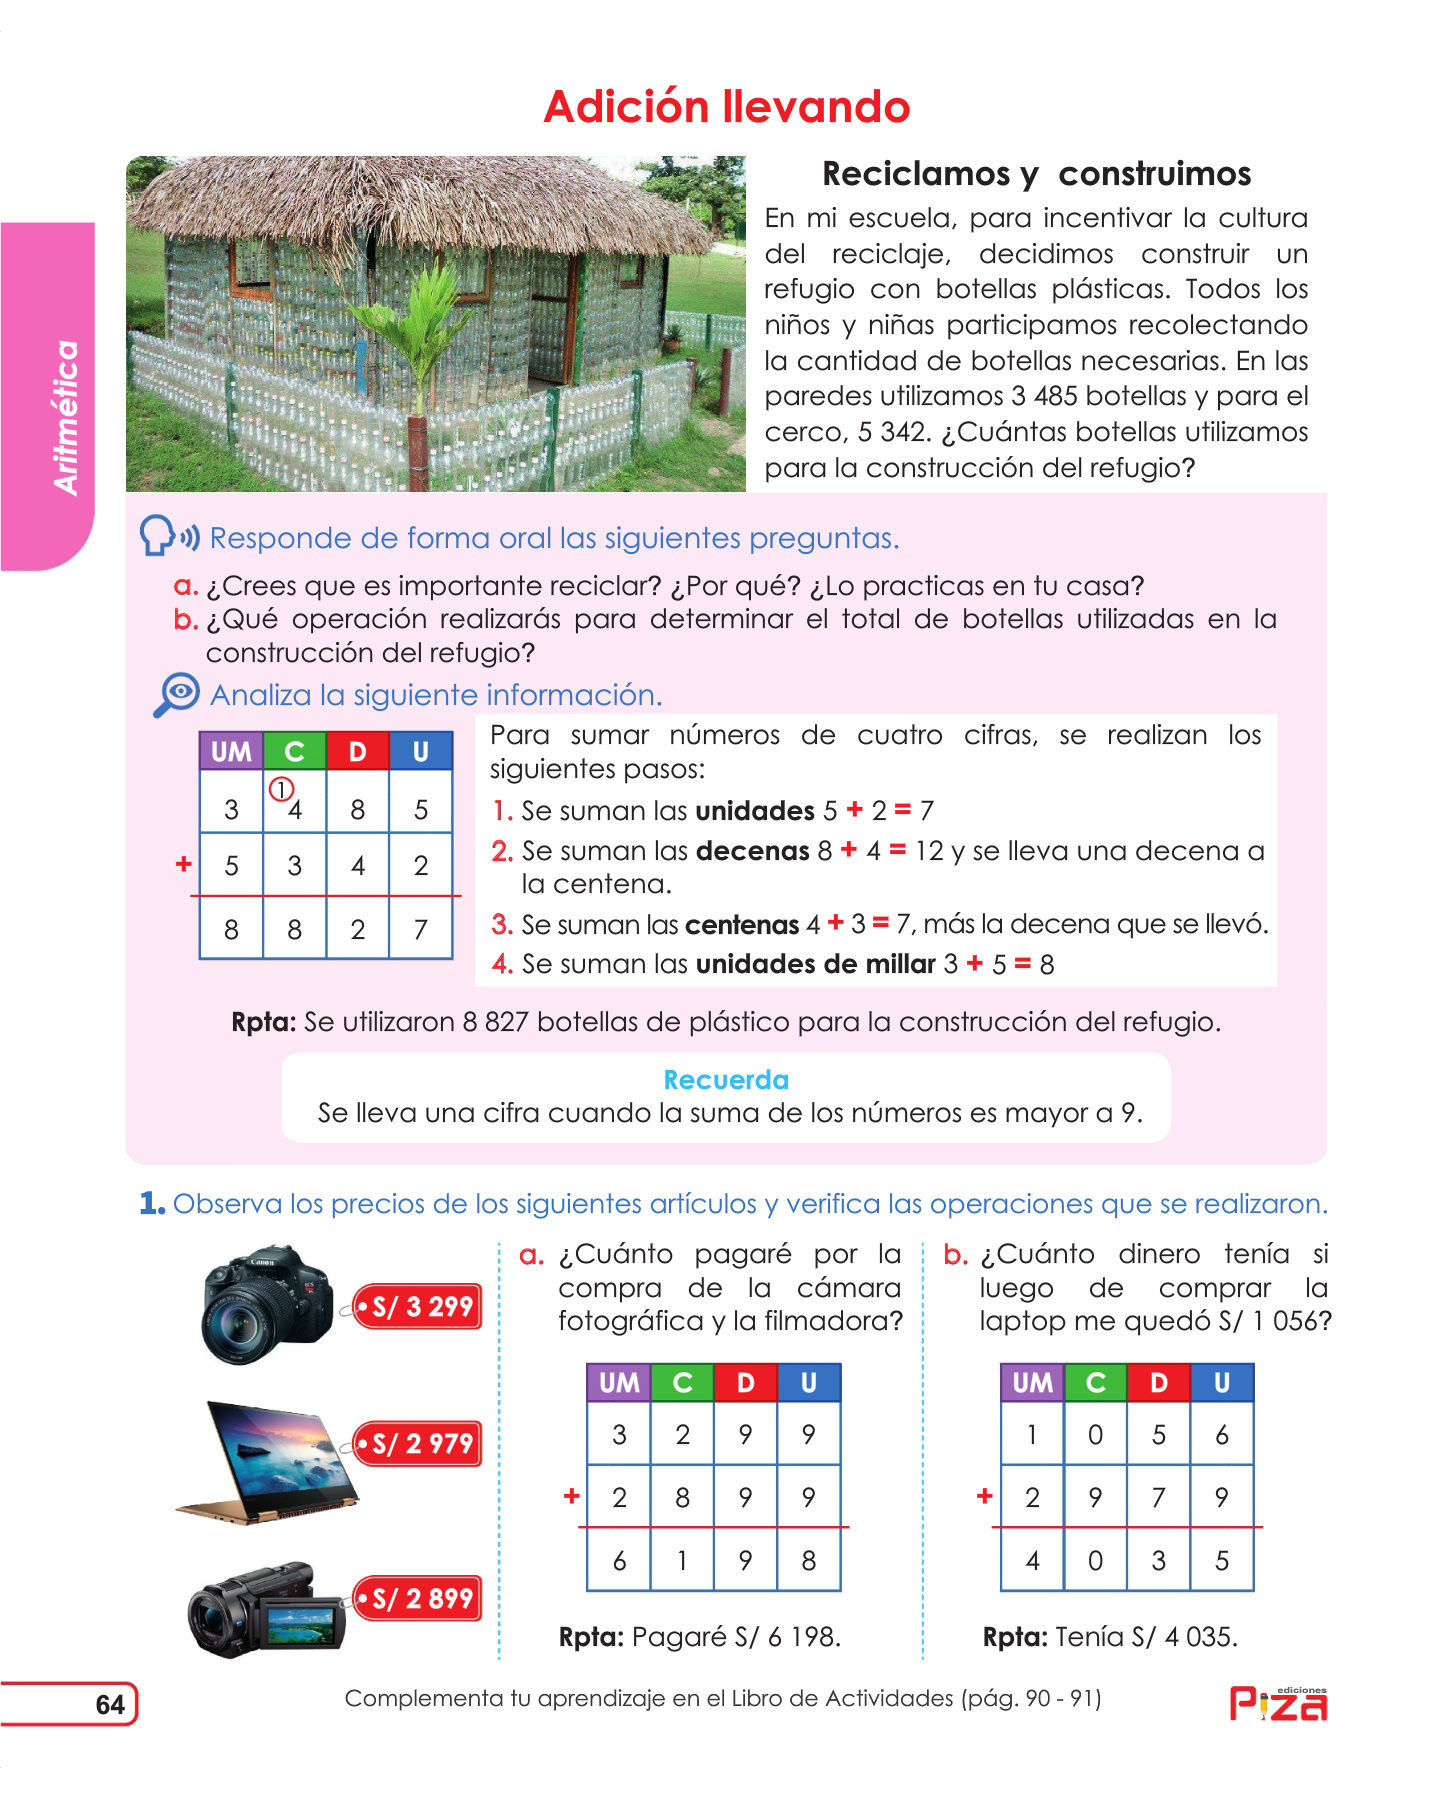 Adición llevando
Aritmética
Reciclamos y construimos
En mi escuela, para incentivar la cultura
del reciclaje, decidimos construir un
refugio con botellas plásticas. Todos los
niños y niñas participamos recolectando
la cantidad de botellas necesarias. En las
paredes utilizamos 3 485 botellas y para el
cerco, 5 342. ¿Cuántas botellas utilizamos
para la construcción del refugio?
Responde de forma oral las siguientes preguntas.
a. ¿Crees que es importante reciclar? ¿Por qué? ¿Lo practicas en tu casa?
b. ¿Qué operación realizarás para determinar el total de botellas utilizadas en la
construcción del refugio?
Analiza la siguiente información.
UM C D U
1
3 4 8 5
+ 5 3 4 2
8 8 2 7
Para sumar números de cuatro cifras, se realizan los
siguientes pasos:
1. Se suman las unidades 5 + 2 = 7
2. Se suman las decenas 8 + 4 = 12 y se lleva una decena a
la centena.
3. Se suman las centenas 4 + 3 = 7, más la decena que se llevó.
4. Se suman las unidades de millar 3 + 5 = 8
Rpta: Se utilizaron 8 827 botellas de plástico para la construcción del refugio.
Recuerda
Se lleva una cifra cuando la suma de los números es mayor a 9.
1. Observa los precios de los siguientes artículos y verifica las operaciones que se realizaron.
Canon
S/ 3 299
S/ 2 979
S/ 2 899
a. ¿Cuánto pagaré por la
compra de la cámara
fotográfica y la filmadora?
UM C D U
3 2 9 9
+ 2 8 9 9
6 1 9 8
Rpta: Pagaré S/ 6 198.
b. ¿Cuánto dinero tenía si
luego de comprar la
laptop me quedó S/ 1 056?
UM C D U
1 0 5 6
+ 2 9 7 9
4 0 3 5
Rpta: Tenía S/ 4 035.
64
Complementa tu aprendizaje en el Libro de Actividades (pág. 90 - 91)
ediciones
Piza